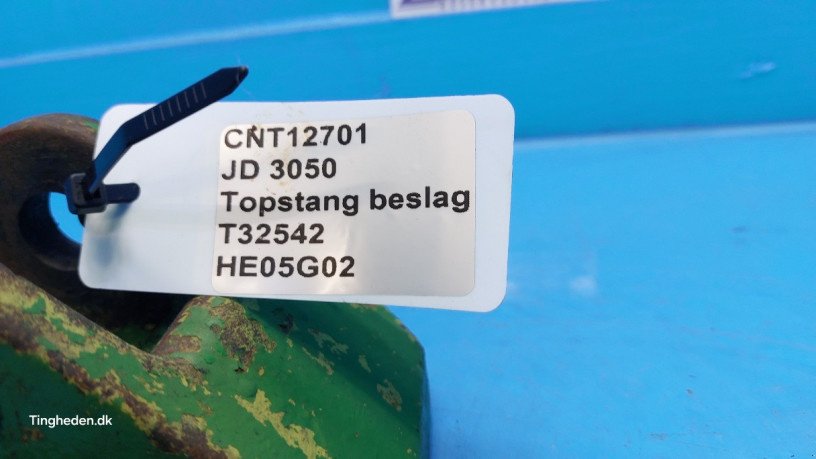 CNT12701
JD 3050
Topstang beslag
T32542
HE05G02
Tingheden.dk